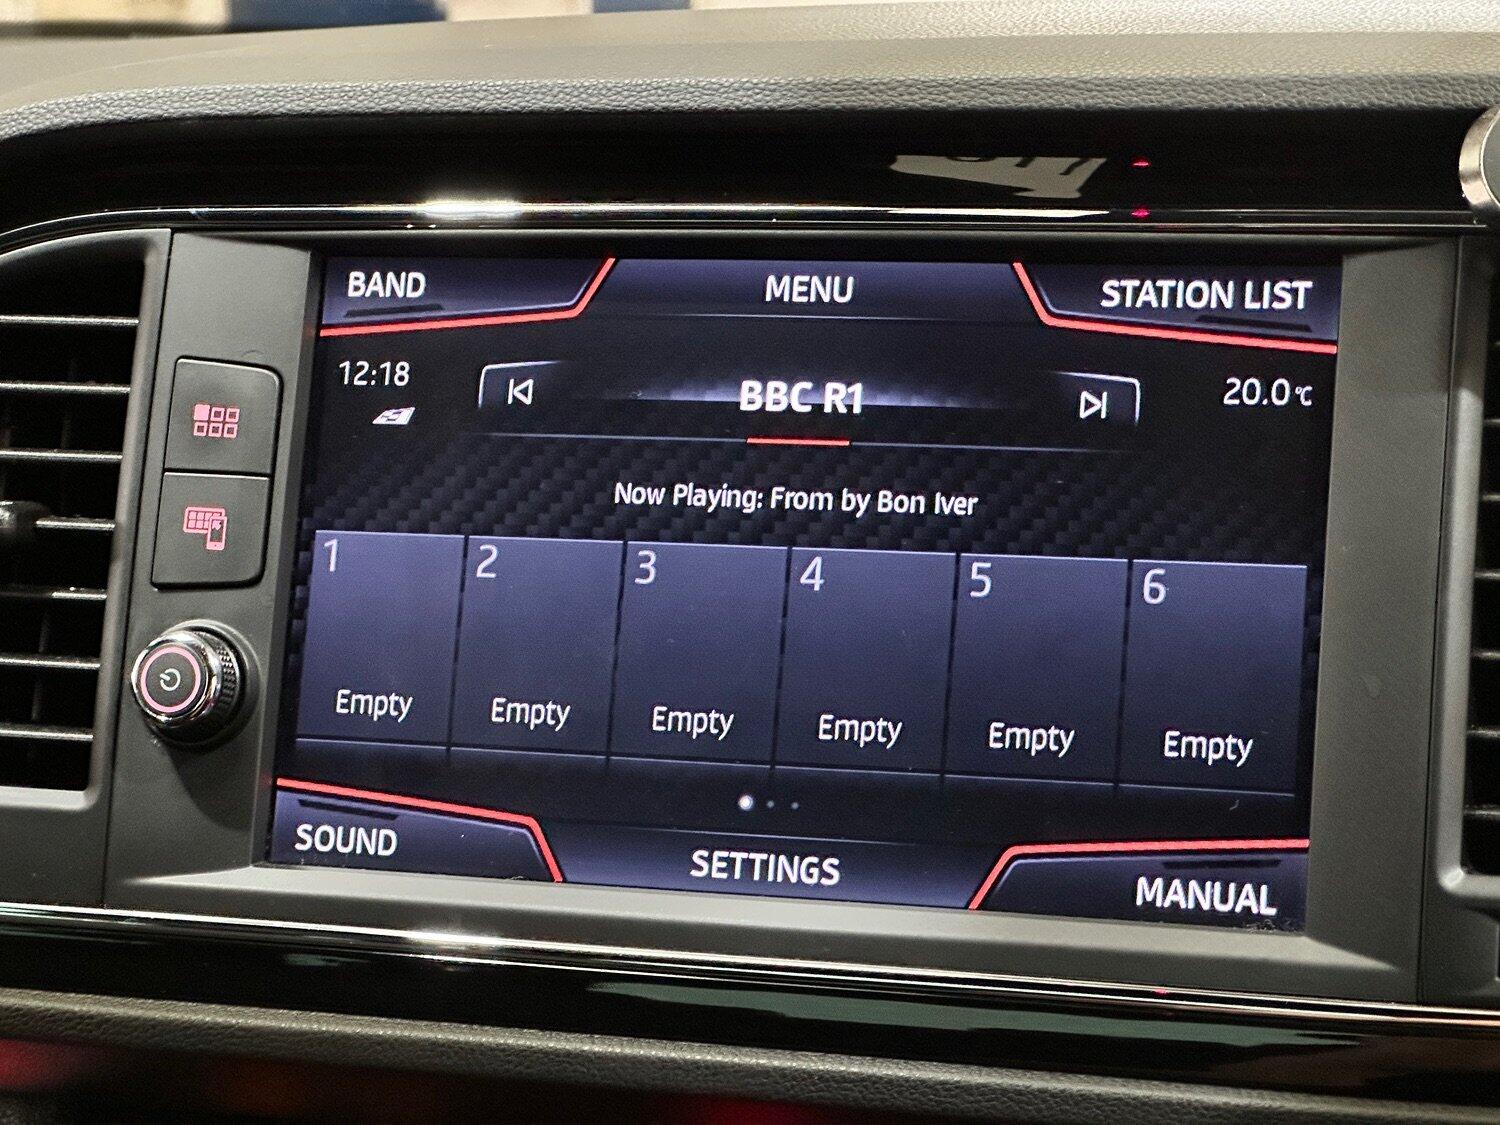 BAND MENU STATION LIST
12:18 BBC R1 20.0°C
Now Playing: From by Bon Iver
1 2 3 4 5 6
Empty Empty Empty Empty Empty Empty
SOUND SETTINGS MANUAL